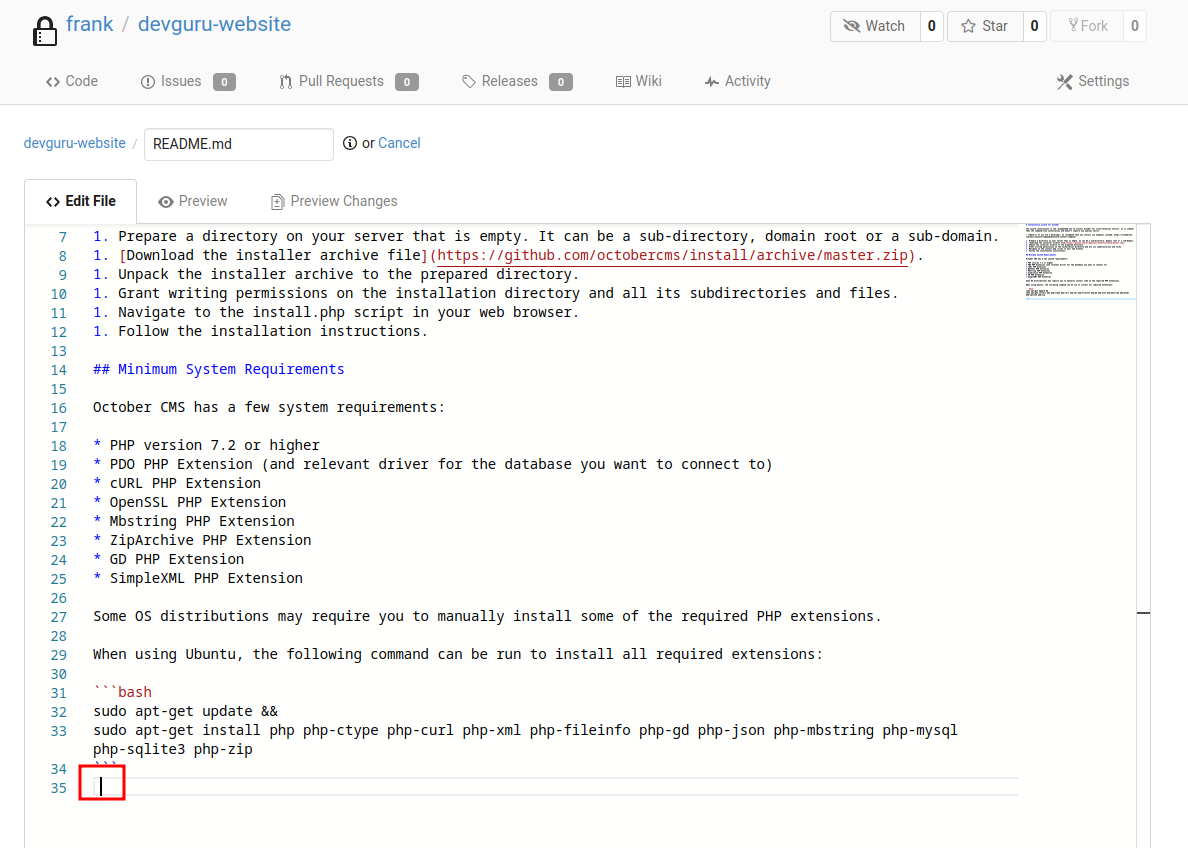 frank / devguru-website
Watch 0 Star 0 Fork 0
Code Issues 0 Pull Requests 0 Releases 0 Wiki Activity Settings
devguru-website / README.md or Cancel
Edit File Preview Preview Changes
7 1. Prepare a directory on your server that is empty. It can be a sub-directory, domain root or a sub-domain.
8 1. [Download the installer archive file](https://github.com/octobercms/install/archive/master.zip).
9 1. Unpack the installer archive to the prepared directory.
10 1. Grant writing permissions on the installation directory and all its subdirectories and files.
11 1. Navigate to the install.php script in your web browser.
12 1. Follow the installation instructions.
13
14 ## Minimum System Requirements
15
16 October CMS has a few system requirements:
17
18 * PHP version 7.2 or higher
19 * PDO PHP Extension (and relevant driver for the database you want to connect to)
20 * cURL PHP Extension
21 * OpenSSL PHP Extension
22 * Mbstring PHP Extension
23 * ZipArchive PHP Extension
24 * GD PHP Extension
25 * SimpleXML PHP Extension
26
27 Some OS distributions may require you to manually install some of the required PHP extensions.
28
29 When using Ubuntu, the following command can be run to install all required extensions:
30
31 ```bash
32 sudo apt-get update &&
33 sudo apt-get install php php-ctype php-curl php-xml php-fileinfo php-gd php-json php-mbstring php-mysql
php-sqlite3 php-zip
34 ```
35